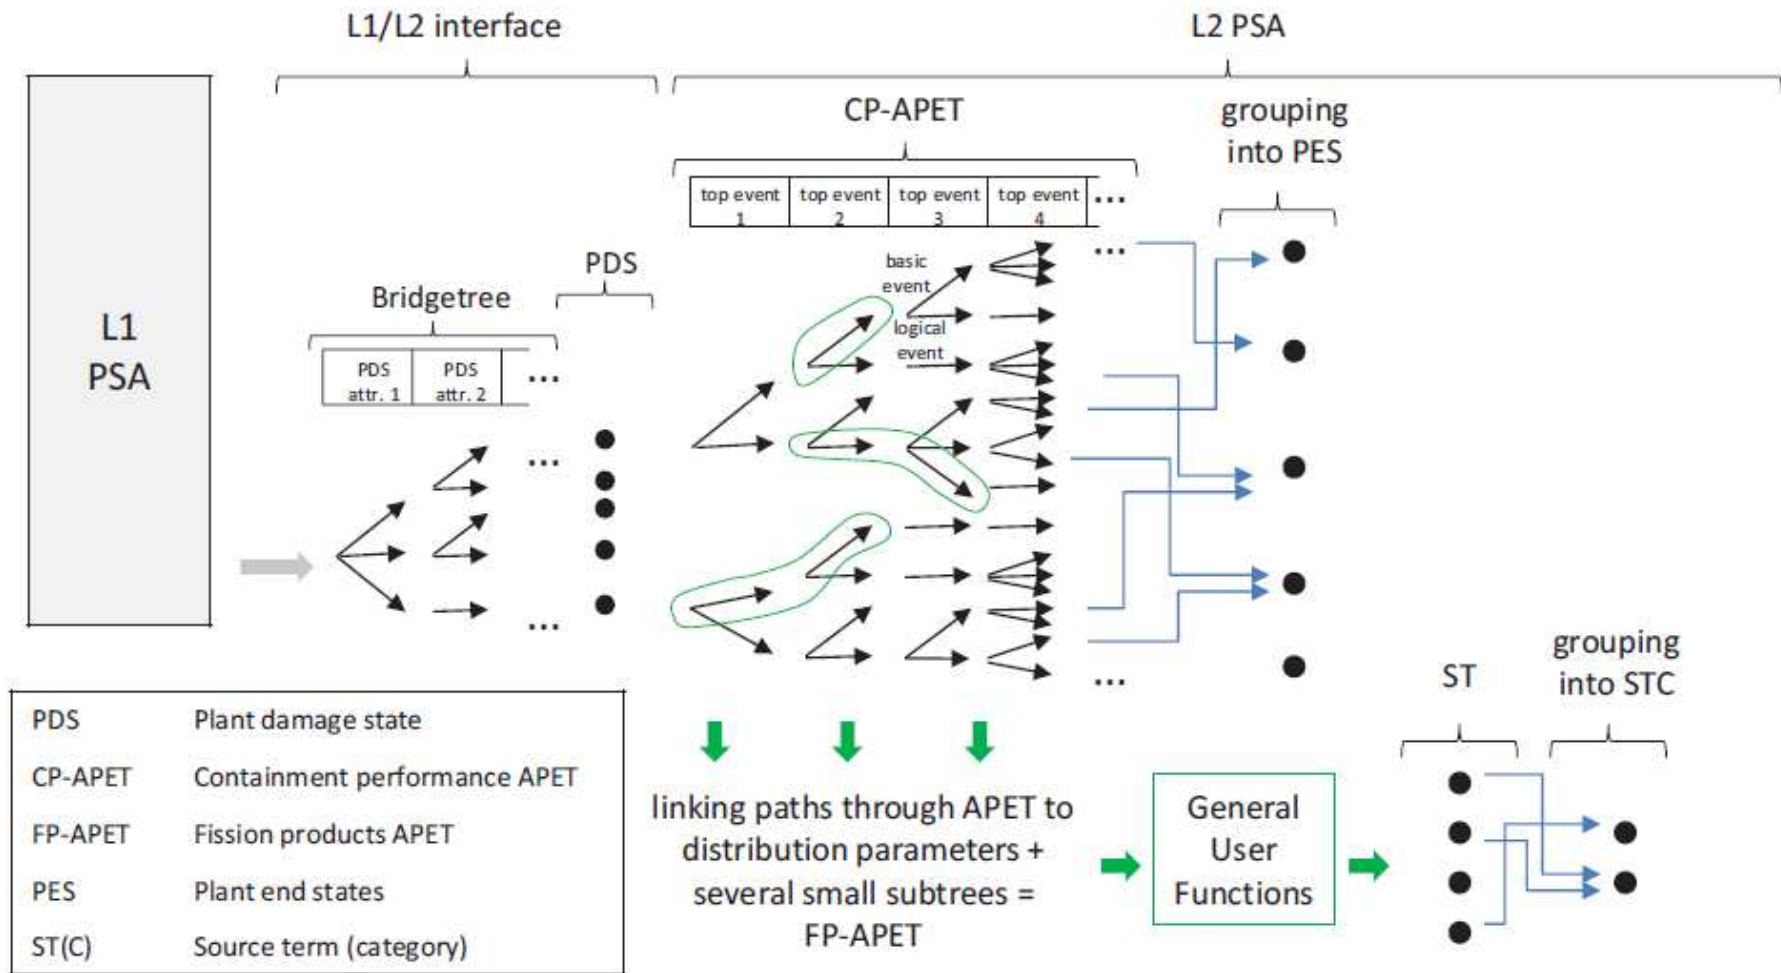 L1/L2 interface
L2 PSA
L1
PSA
CP-APET
grouping
into PES
top event
1
top event
2
top event
3
top event
4
...
...
PDS
basic
event
Bridgetree
logical
event
PDS
attr. 1
PDS
attr. 2
...
...
...
...
PDS Plant damage state
CP-APET Containment performance APET
FP-APET Fission products APET
PES Plant end states
ST(C) Source term (category)
linking paths through APET to
distribution parameters +
several small subtrees =
FP-APET
General
User
Functions
ST
grouping
into STC